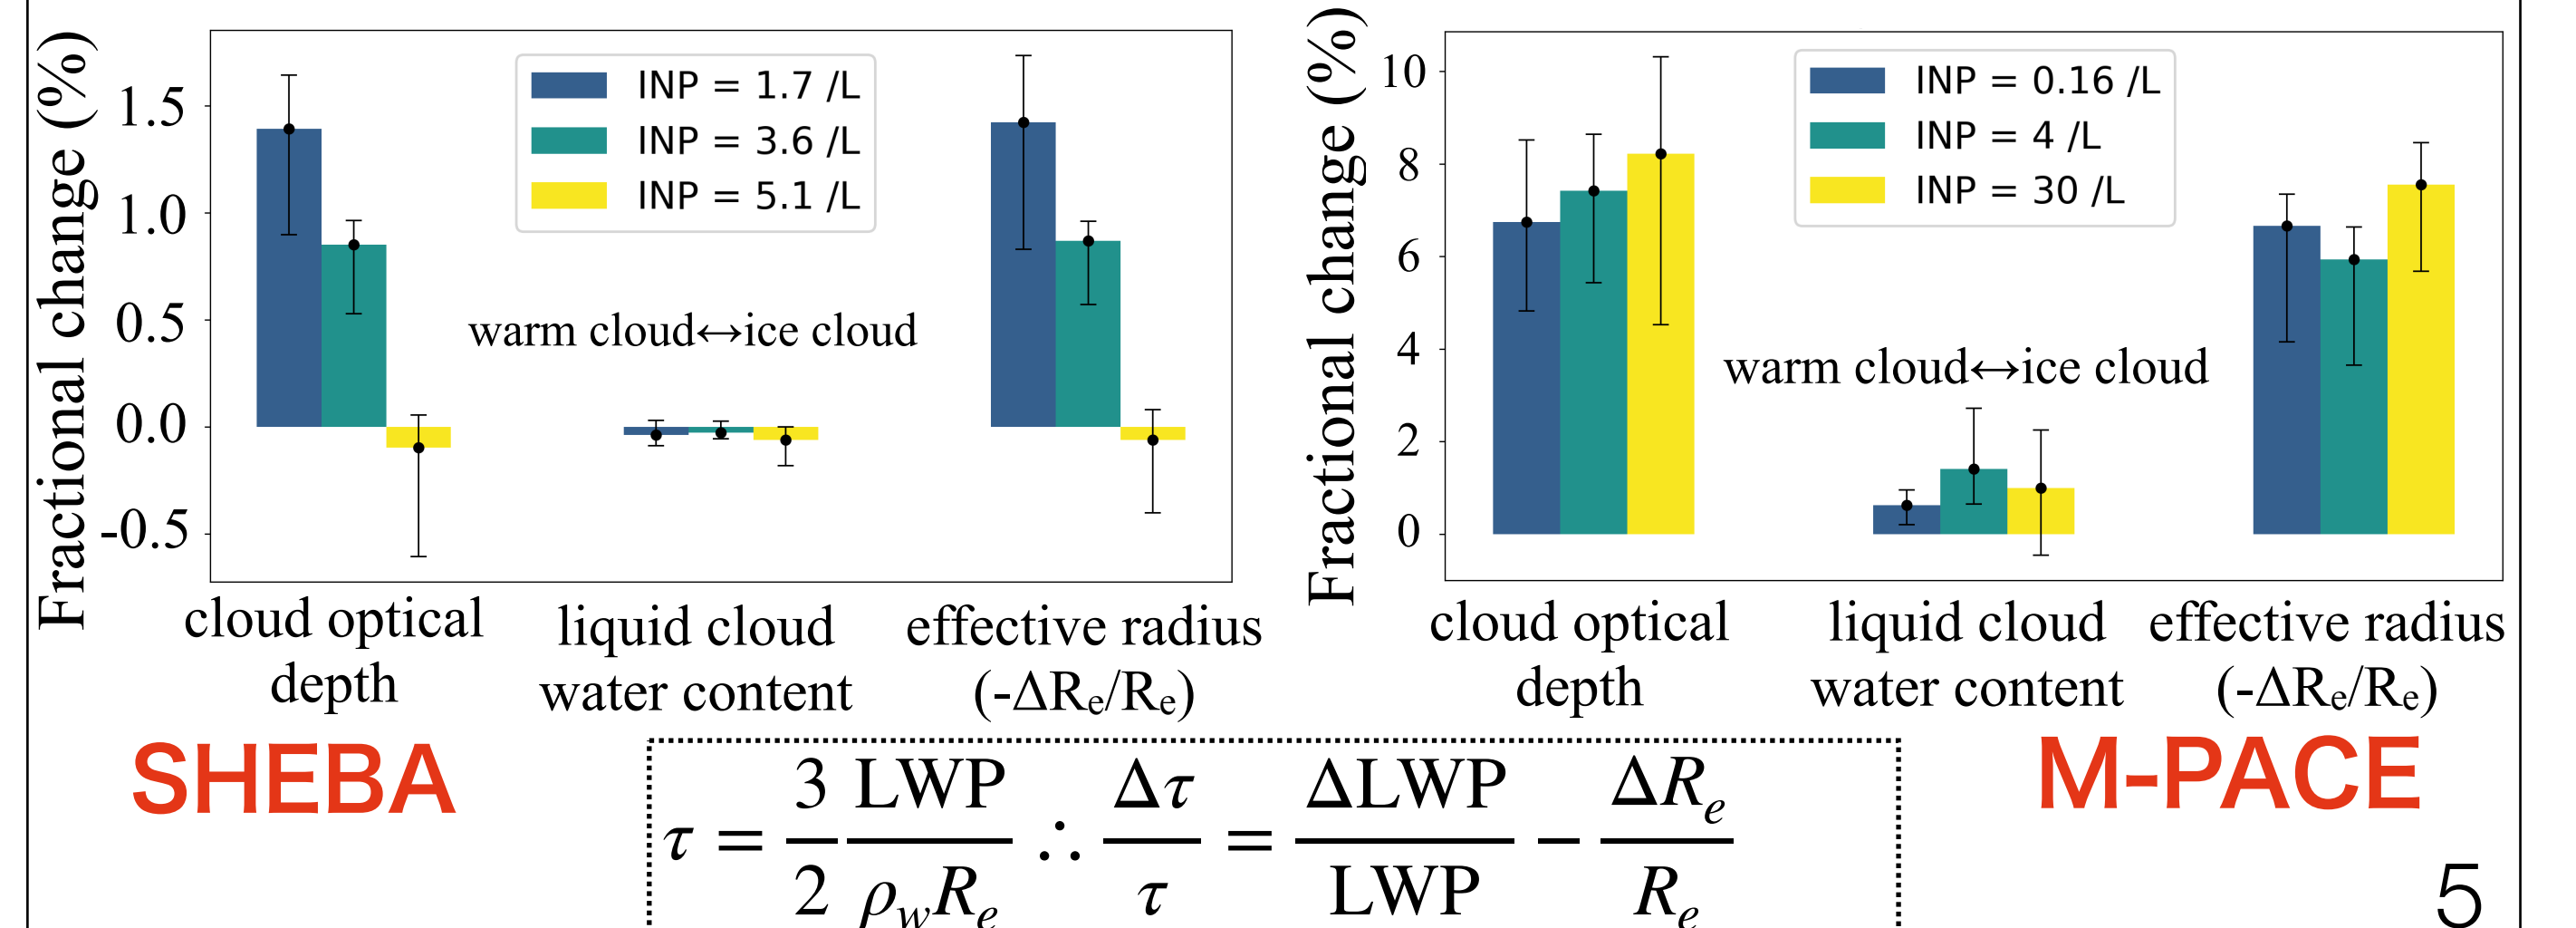 Fractional change (%)
1.5
1.0
0.5
0.0
-0.5
INP = 1.7 /L
INP = 3.6 /L
INP = 5.1 /L
warm cloud↔ice cloud
cloud optical
depth
liquid cloud
water content
effective radius
(-ΔRₑ/Rₑ)
SHEBA
Fractional change (%)
10
8
6
4
2
0
INP = 0.16 /L
INP = 4 /L
INP = 30 /L
warm cloud↔ice cloud
cloud optical
depth
liquid cloud
water content
effective radius
(-ΔRₑ/Rₑ)
M-PACE
τ = 3/2 LWP/ρ_wR_e ∴ Δτ/τ = ΔLWP/LWP − ΔR_e/R_e
5